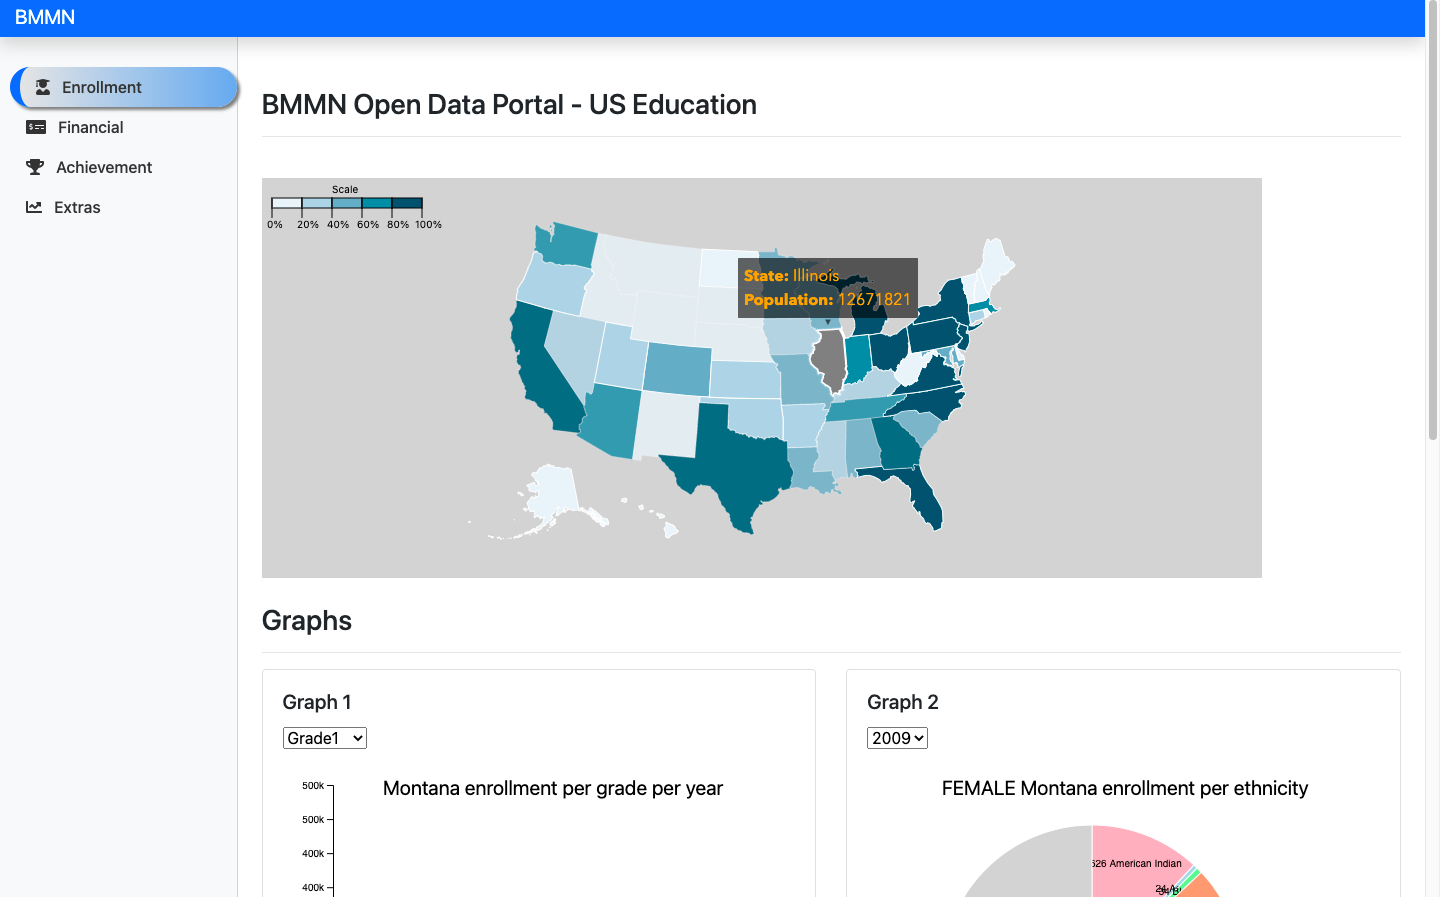 BMMN
Enrollment
Financial
Achievement
Extras
BMMN Open Data Portal - US Education
Scale
0% 20% 40% 60% 80% 100%
State: Illinois
Population: 12671821
Graphs
Graph 1
Grade1
Montana enrollment per grade per year
500k
500k
400k
400k
Graph 2
2009
FEMALE Montana enrollment per ethnicity
626 American Indian